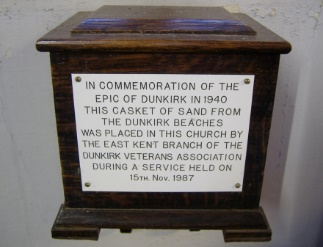 IN COMMEMORATION OF THE
EPIC OF DUNKIRK IN 1940
THIS CASKET OF SAND FROM
THE DUNKIRK BEACHES
WAS PLACED IN THIS CHURCH BY
THE EAST KENT BRANCH OF THE
DUNKIRK VETERANS ASSOCIATION
DURING A SERVICE HELD ON
15TH. NOV. 1987